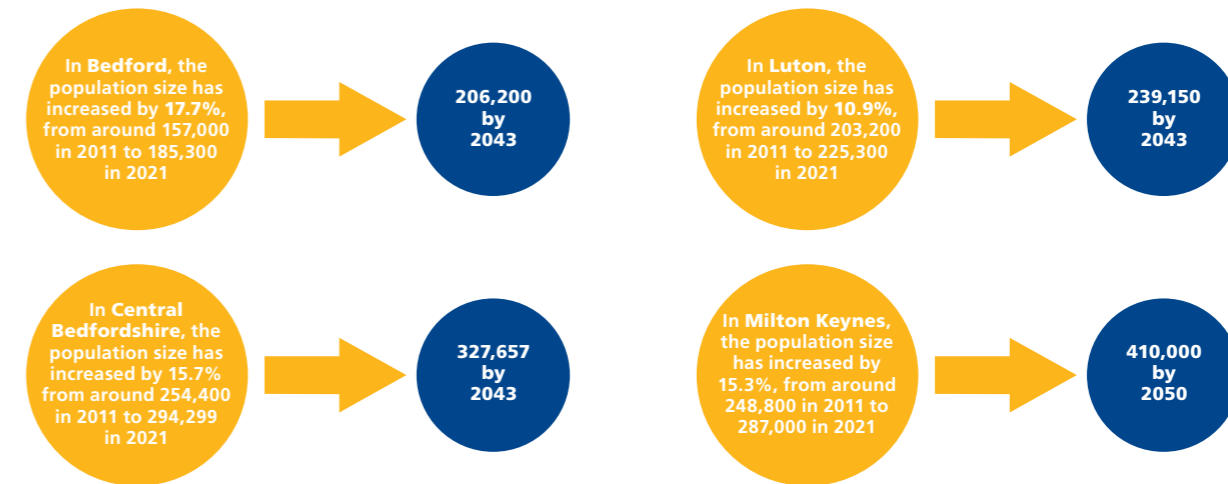 In Bedford, the
population size has
increased by 17.7%,
from around 157,000
in 2011 to 185,300
in 2021
206,200
by
2043
In Luton, the
population size has
increased by 10.9%,
from around 203,200
in 2011 to 225,300
in 2021
239,150
by
2043
In Central
Bedfordshire, the
population size has
increased by 15.7%
from around 254,400
in 2011 to 294,299
in 2021
327,657
by
2043
In Milton Keynes,
the population size
has increased by
15.3%, from around
248,800 in 2011 to
287,000 in 2021
410,000
by
2050